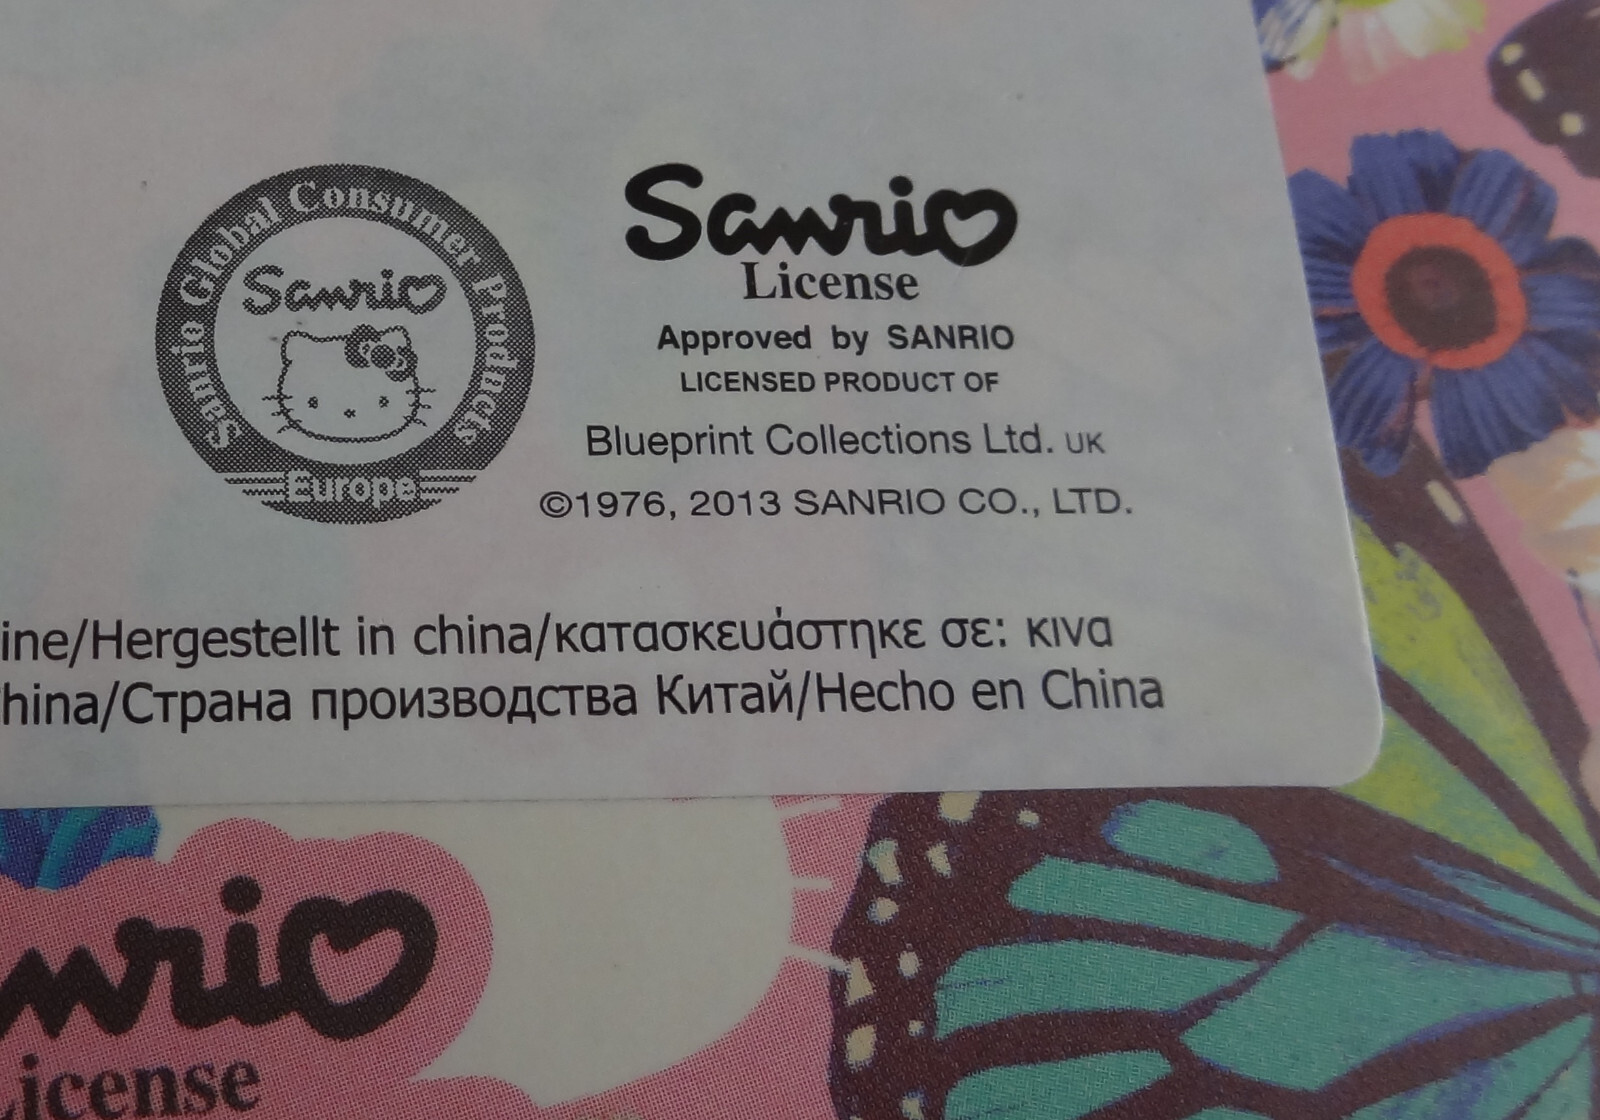 Sanrio Global Consumer Products
Sanrio
Europe
Sanrio
License
Approved by SANRIO
LICENSED PRODUCT OF
Blueprint Collections Ltd. UK
©1976, 2013 SANRIO CO., LTD.
ine/Hergestellt in china/κατασκευάστηκε σε: κινα
hina/Страна производства Китай/Hecho en China
nrio
License